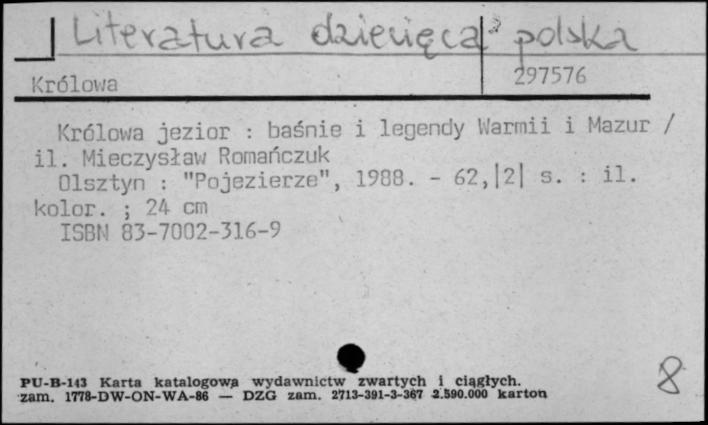 Literatura dziecięca polska
Królowa 297576
Królowa jezior : baśnie i legendy Warmii i Mazur /
il. Mieczysław Romańczuk
Olsztyn : "Pojezierze", 1988. - 62,|2| s. : il.
kolor. ; 24 cm
ISBN 83-7002-316-9
PU-B-143 Karta katalogowa wydawnictw zwartych i ciągłych.
zam. 1778-DW-ON-WA-86 — DZG zam. 2713-391-3-367 2.590.000 karton
8